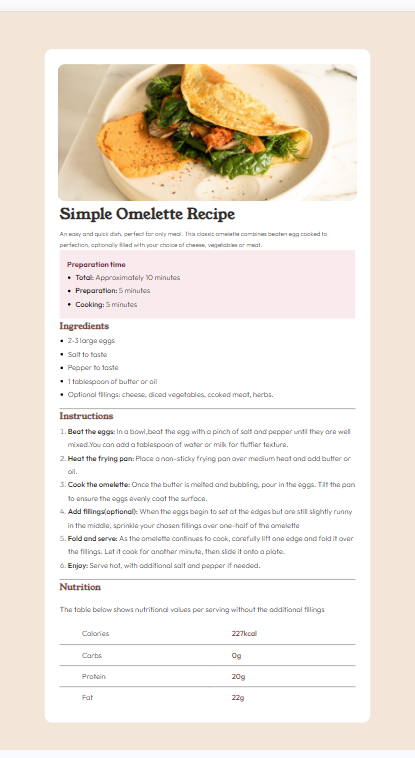 Simple Omelette Recipe
An easy and quick dish, perfect for only meal. This classic omelette combines beaten egg cooked to
perfection, optionally filled with your choice of cheese, vegetables or meat.
Preparation time
• Total: Approximately 10 minutes
• Preparation: 5 minutes
• Cooking: 5 minutes
Ingredients
• 2-3 large eggs
• Salt to taste
• Pepper to taste
• 1 tablespoon of butter or oil
• Optional fillings: cheese, diced vegetables, ccoked meat, herbs.
Instructions
1. Beat the eggs: In a bowl,beat the egg with a pinch of salt and pepper until they are well
mixed.You can add a tablespoon of water or milk for fluffier texture.
2. Heat the frying pan: Place a non-sticky frying pan over medium heat and add butter or
oil.
3. Cook the omelette: Once the butter is melted and bubbling, pour in the eggs. Tilt the pan
to ensure the eggs evenly coat the surface.
4. Add fillings(optional): When the eggs begin to set at the edges but are still slightly runny
in the middle, sprinkle your chosen fillings over one-half of the omelette
5. Fold and serve: As the omelette continues to cook, carefully lift one edge and fold it over
the fillings. Let it cook for another minute, then slide it onto a plate.
6. Enjoy: Serve hot, with additional salt and pepper if needed.
Nutrition
The table below shows nutritional values per serving without the additional fillings
Calories 227kcal
Carbs 0g
Protein 20g
Fat 22g